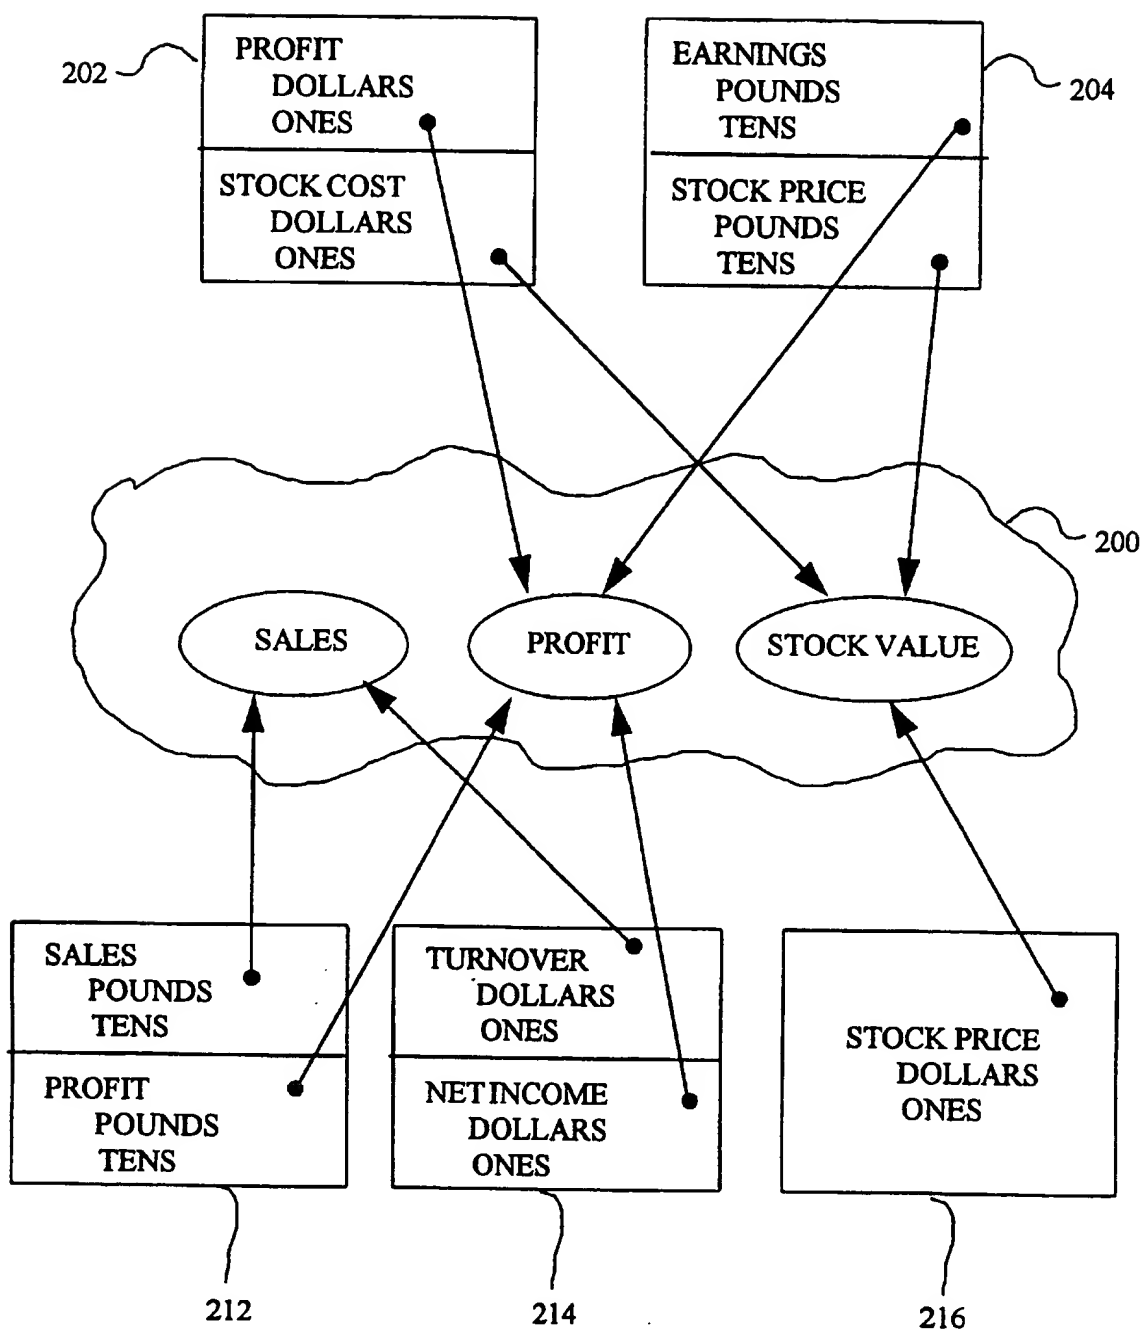 PROFIT
DOLLARS
ONES
STOCK COST
DOLLARS
ONES
202
EARNINGS
POUNDS
TENS
STOCK PRICE
POUNDS
TENS
204
200
SALES
PROFIT
STOCK VALUE
SALES
POUNDS
TENS
PROFIT
POUNDS
TENS
212
TURNOVER
DOLLARS
ONES
NET INCOME
DOLLARS
ONES
214
STOCK PRICE
DOLLARS
ONES
216